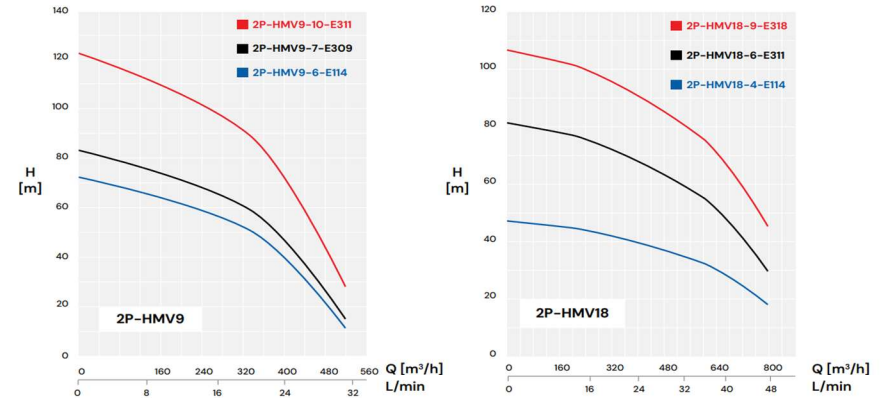 140
120
100
80
60
40
20
0
H
[m]
2P-HMV9-10-E311
2P-HMV9-7-E309
2P-HMV9-6-E114
2P-HMV9
0 80 160 240 320 400 480 560 Q [m³/h]
0 8 16 24 32 L/min
120
100
80
60
40
20
0
H
[m]
2P-HMV18-9-E318
2P-HMV18-6-E311
2P-HMV18-4-E114
2P-HMV18
0 160 320 480 640 800 Q [m³/h]
0 16 24 32 40 48 L/min